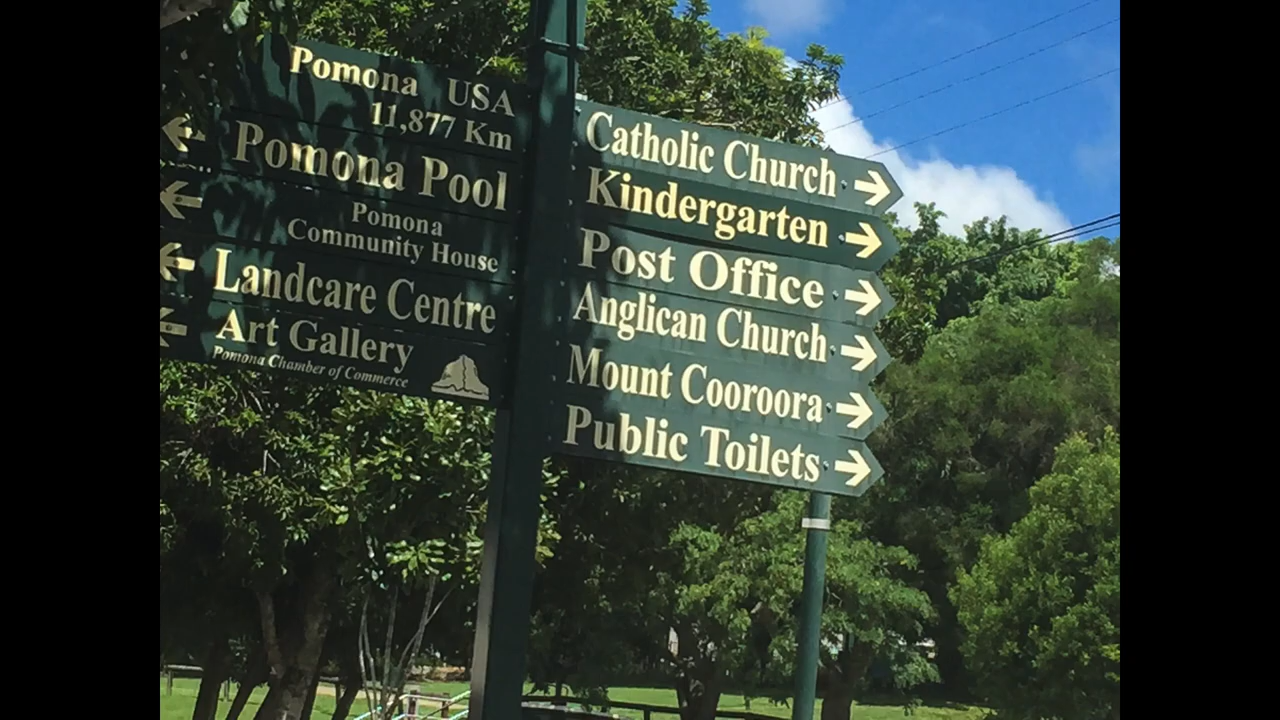 Pomona USA
11,877 Km
Pomona Pool
Pomona
Community House
Landcare Centre
Art Gallery
Pomona Chamber of Commerce
Catholic Church
Kindergarten
Post Office
Anglican Church
Mount Cooroora
Public Toilets